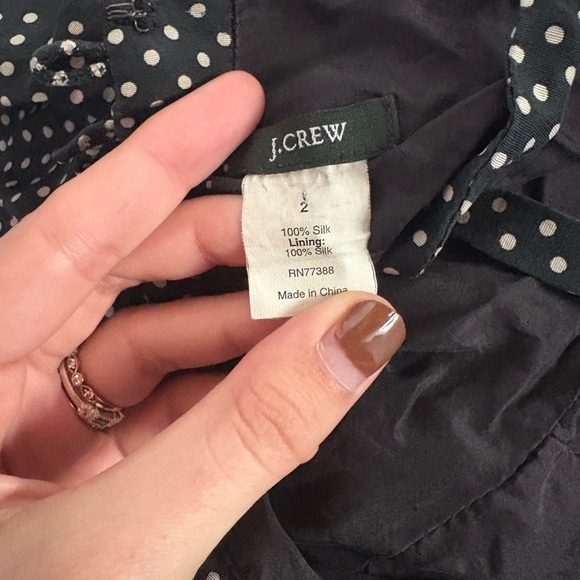 J.CREW
2
100% Silk
Lining:
100% Silk
RN77388
Made in China